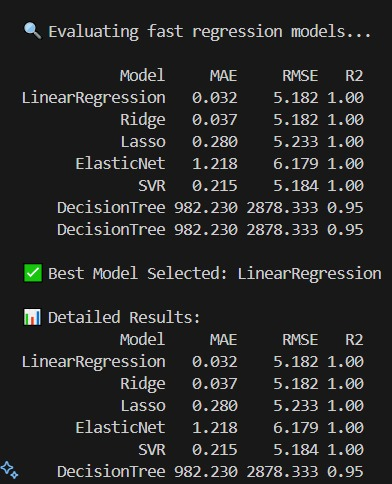 🔍 Evaluating fast regression models...
Model MAE RMSE R2
LinearRegression 0.032 5.182 1.00
Ridge 0.037 5.182 1.00
Lasso 0.280 5.233 1.00
ElasticNet 1.218 6.179 1.00
SVR 0.215 5.184 1.00
DecisionTree 982.230 2878.333 0.95
DecisionTree 982.230 2878.333 0.95
✅ Best Model Selected: LinearRegression
📊 Detailed Results:
Model MAE RMSE R2
LinearRegression 0.032 5.182 1.00
Ridge 0.037 5.182 1.00
Lasso 0.280 5.233 1.00
ElasticNet 1.218 6.179 1.00
SVR 0.215 5.184 1.00
DecisionTree 982.230 2878.333 0.95